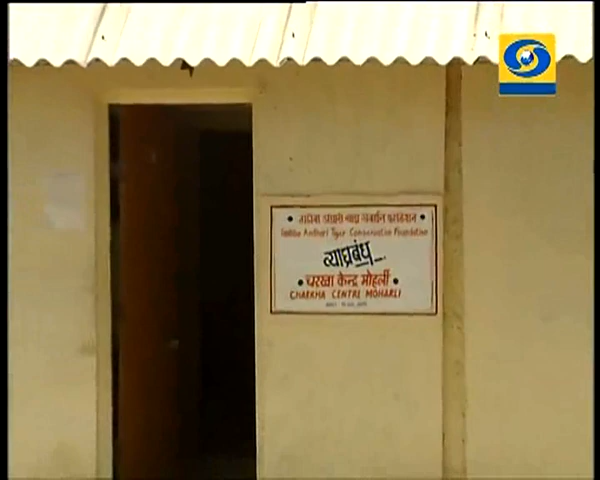 ● ताडोबा अंधारी व्याघ्र संवर्धन फाउंडेशन ●
Tadoba Andhari Tiger Conservation Foundation
व्याघ्रबंध
● चरखा केन्द्र मोहर्ली ●
CHARKHA CENTRE MOHARLI